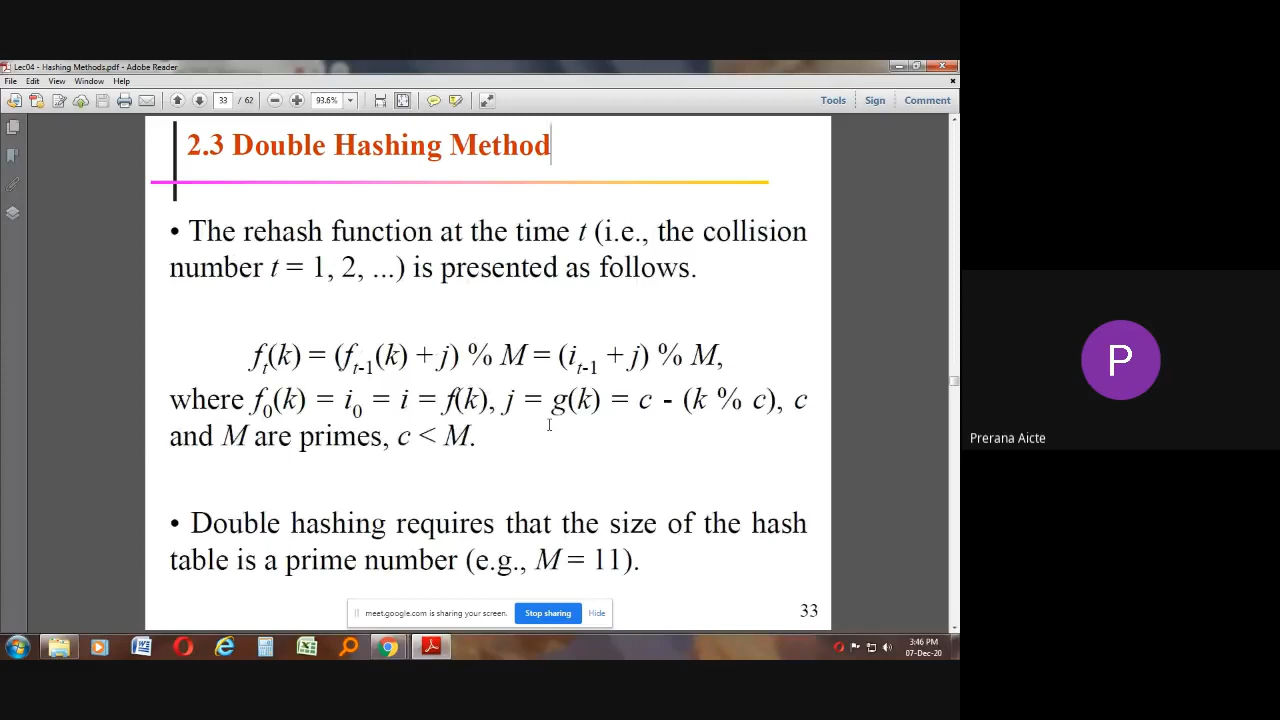 Lec04 - Hashing Methods.pdf - Adobe Reader
File Edit View Window Help
33 / 62 93.6% Tools Sign Comment
2.3 Double Hashing Method
• The rehash function at the time t (i.e., the collision
number t = 1, 2, ...) is presented as follows.
fₜ(k) = (fₜ₋₁(k) + j) % M = (iₜ₋₁ + j) % M,
where f₀(k) = i₀ = i = f(k), j = g(k) = c - (k % c), c
and M are primes, c < M.
• Double hashing requires that the size of the hash
table is a prime number (e.g., M = 11).
meet.google.com is sharing your screen. Stop sharing Hide
33
3:46 PM
07-Dec-20
P
Prerana Aicte